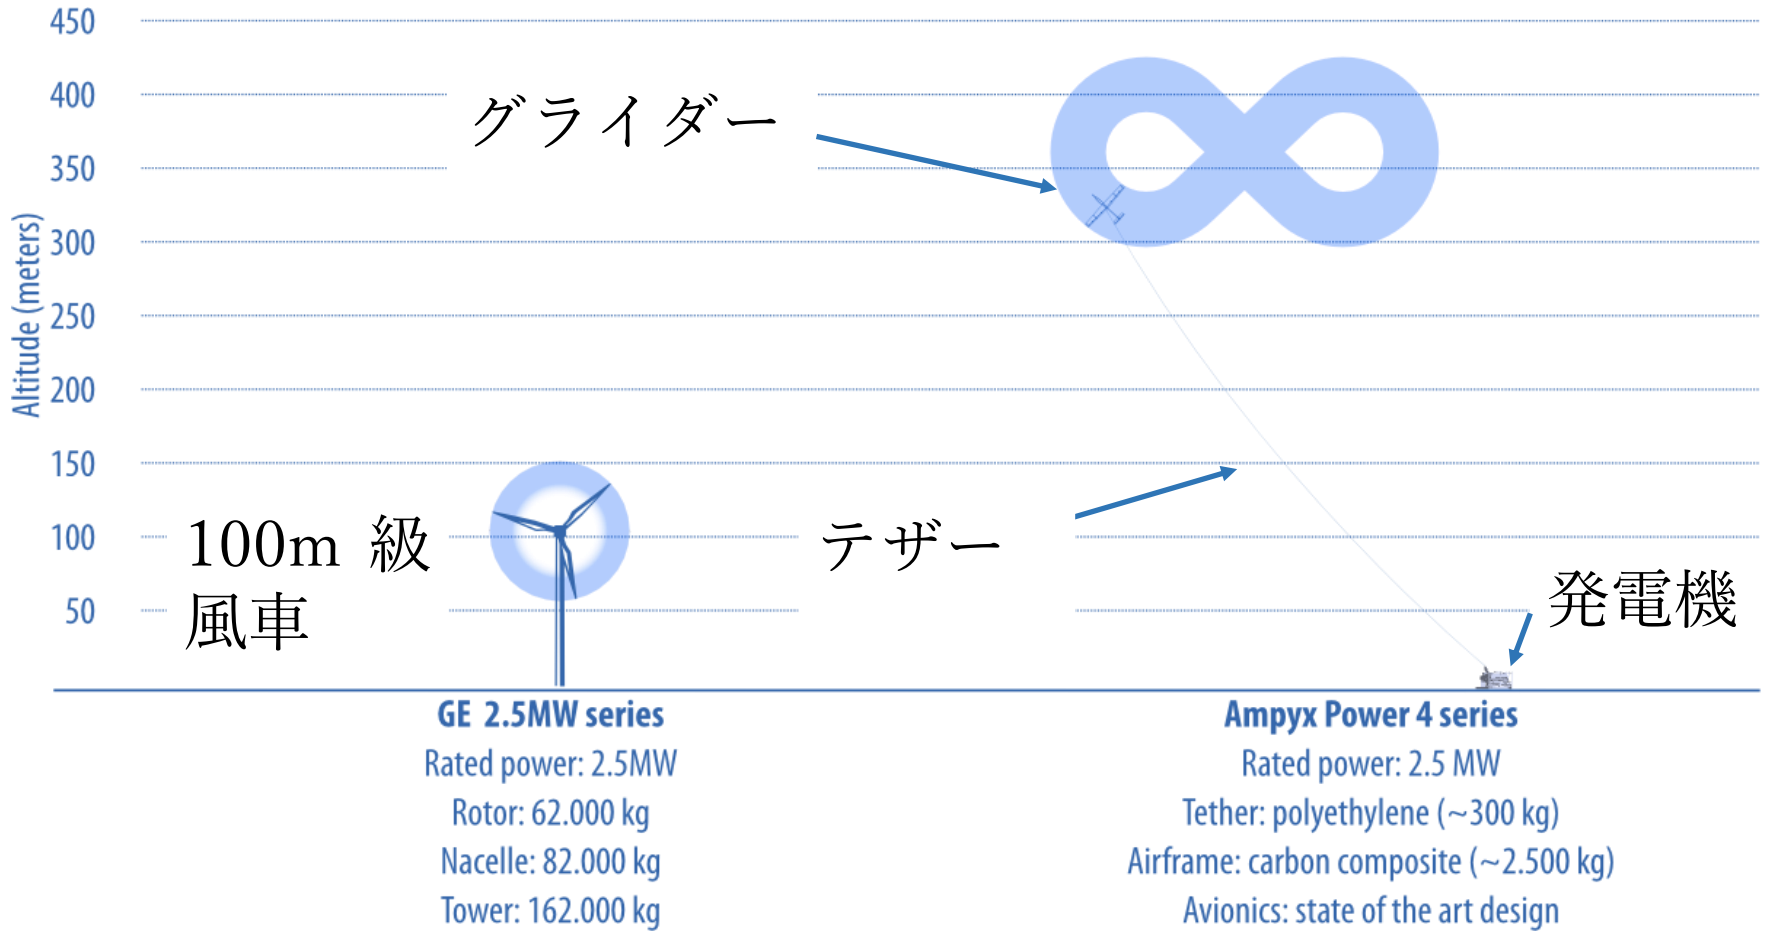 450
400
350
300
250
200
150
100
50
Altitude (meters)
グライダー
テザー
100m 級
風車
発電機
GE 2.5MW series
Rated power: 2.5MW
Rotor: 62.000 kg
Nacelle: 82.000 kg
Tower: 162.000 kg
Ampyx Power 4 series
Rated power: 2.5 MW
Tether: polyethylene (~300 kg)
Airframe: carbon composite (~2.500 kg)
Avionics: state of the art design